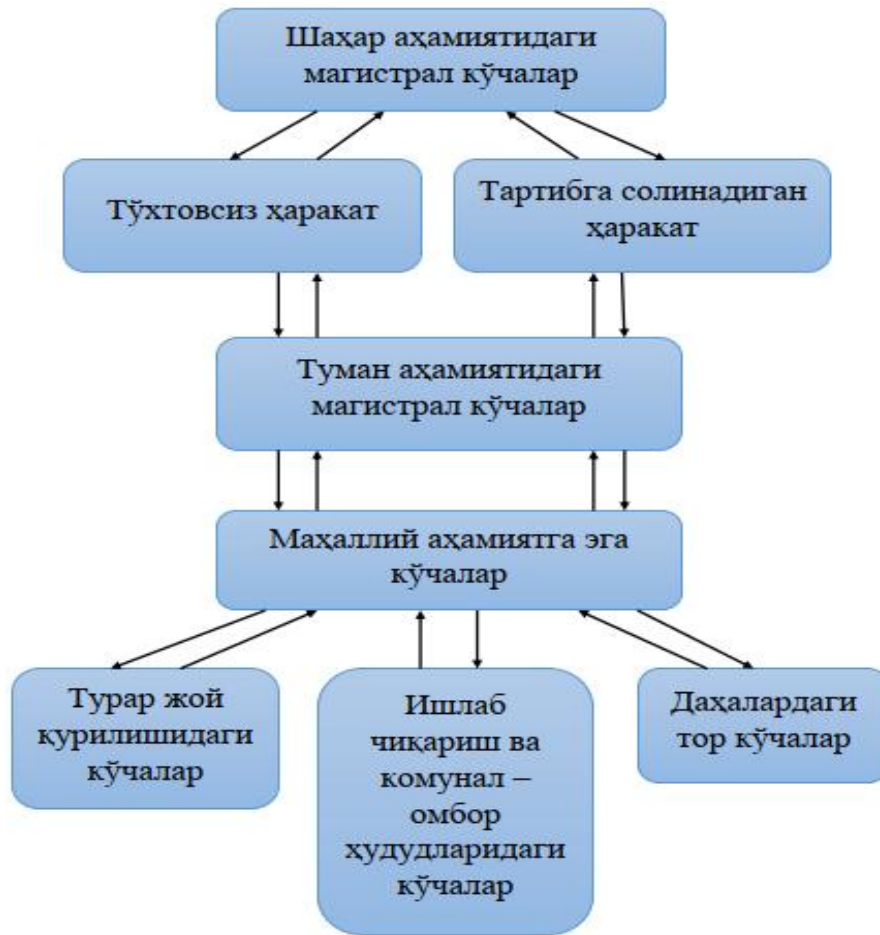 Шаҳар аҳамиятидаги
магистрал кўчалар
Тўхтовсиз ҳаракат
Тартибга солинадиган
ҳаракат
Туман аҳамиятидаги
магистрал кўчалар
Маҳаллий аҳамиятга эга
кўчалар
Турар жой
қурилишидаги
кўчалар
Ишлаб
чиқариш ва
комунал –
омбор
ҳудудларидаги
кўчалар
Даҳалардаги
тор кўчалар